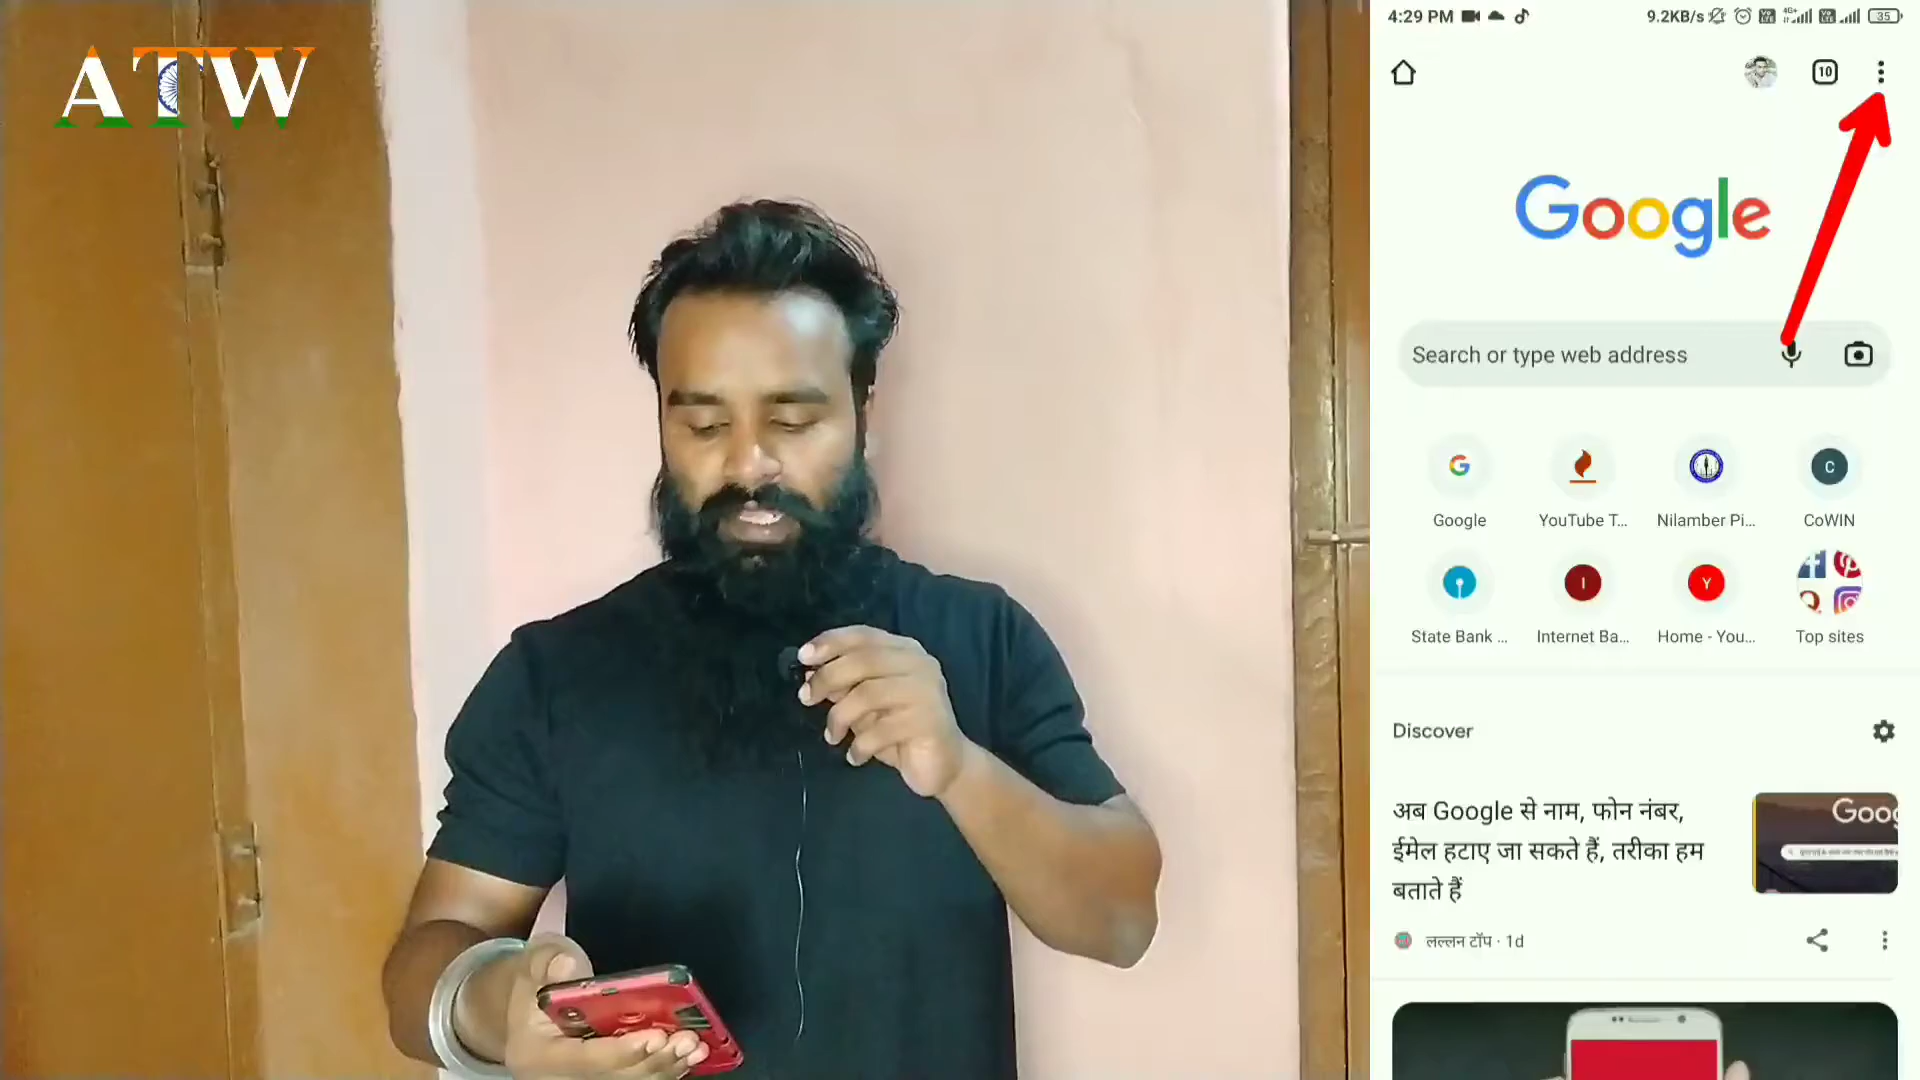 ATW
4:29 PM
9.2KB/s
4G+
35
10
Google
Search or type web address
Google
YouTube T...
Nilamber Pi...
C
CoWIN
State Bank ...
I
Internet Ba...
Y
Home - You...
Top sites
Discover
अब Google से नाम, फोन नंबर,
ईमेल हटाए जा सकते हैं, तरीका हम
बताते हैं
लल्लन टॉप · 1d